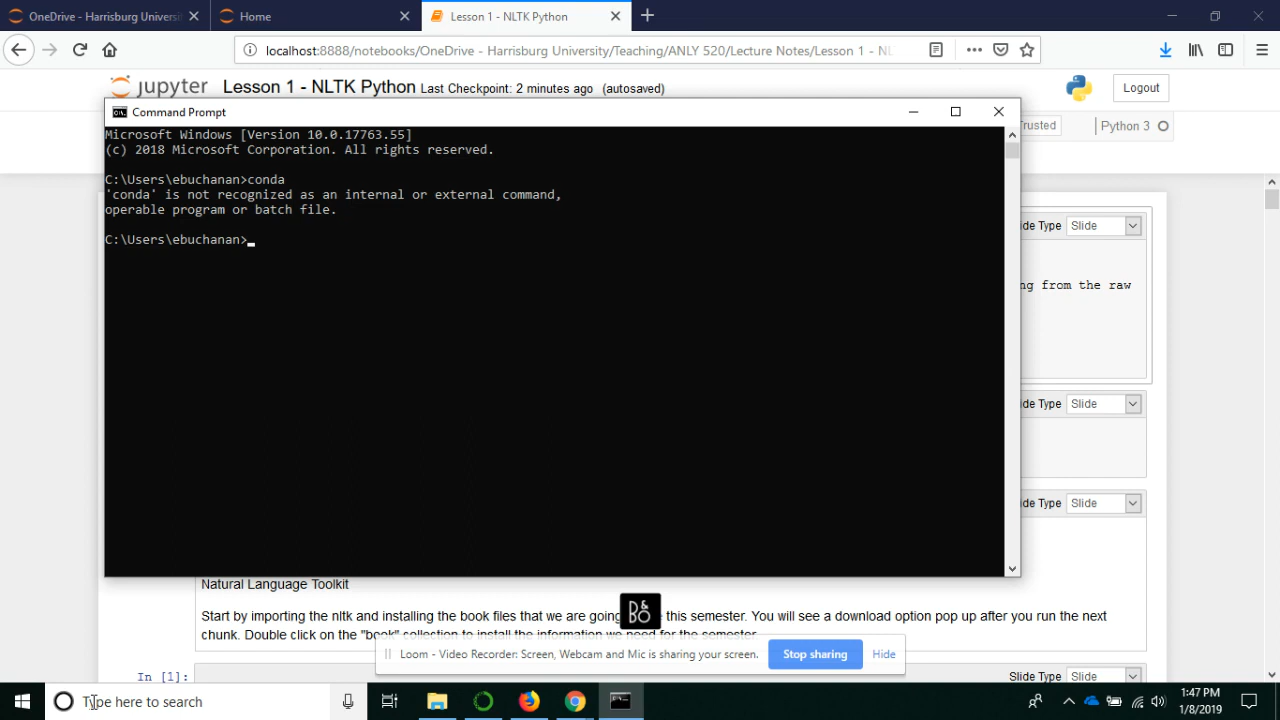 OneDrive - Harrisburg Universi
Home
Lesson 1 - NLTK Python
localhost:8888/notebooks/OneDrive - Harrisburg University/Teaching/ANLY 520/Lecture Notes/Lesson 1 - NL
jupyter Lesson 1 - NLTK Python Last Checkpoint: 2 minutes ago (autosaved)
Logout
Command Prompt
Trusted
Python 3
Microsoft Windows [Version 10.0.17763.55]
(c) 2018 Microsoft Corporation. All rights reserved.
C:\Users\ebuchanan>conda
'conda' is not recognized as an internal or external command,
operable program or batch file.
C:\Users\ebuchanan>
ide Type Slide
ng from the raw
ide Type Slide
ide Type Slide
Natural Language Toolkit
Start by importing the nltk and installing the book files that we are going e this semester. You will see a download option pop up after you run the next
chunk. Double click on the "book" collection to install the information we need for the semester.
B&O
Loom - Video Recorder: Screen, Webcam and Mic is sharing your screen.
Stop sharing
Hide
In [1]:
Slide Type Slide
Type here to search
1:47 PM
1/8/2019